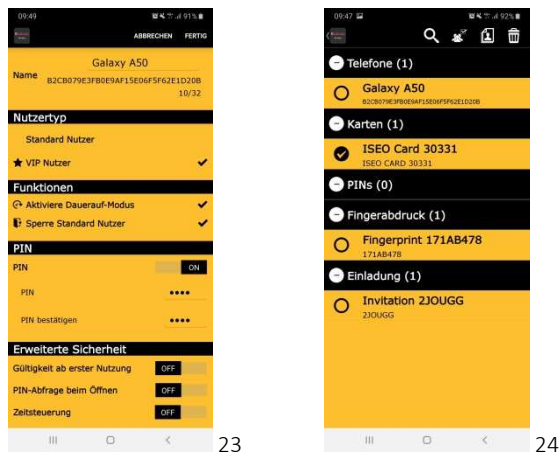 09:49
91%
ABBRECHEN FERTIG
Galaxy A50
Name
B2CB079E3FB0E9AF15E06F5F62E1D20B
10/32
Nutzertyp
Standard Nutzer
VIP Nutzer
Funktionen
Aktiviere Dauerauf-Modus
Sperre Standard Nutzer
PIN
PIN ON
PIN ••••
PIN bestätigen ••••
Erweiterte Sicherheit
Gültigkeit ab erster Nutzung OFF
PIN-Abfrage beim Öffnen OFF
Zeitsteuerung OFF
23
09:47
92%
Telefone (1)
Galaxy A50
B2CB079E3FB0E9AF15E06F5F62E1D20B
Karten (1)
ISEO Card 30331
ISEO CARD 30331
PINs (0)
Fingerabdruck (1)
Fingerprint 171AB478
171AB478
Einladung (1)
Invitation 2JOUGG
2JOUGG
24